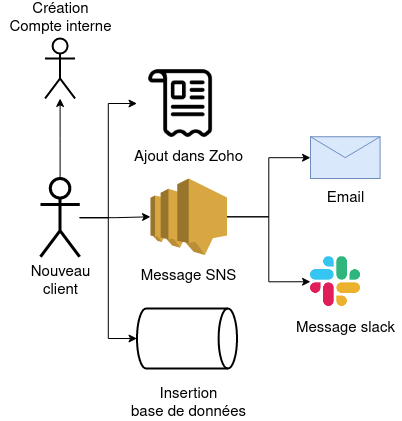 Création
Compte interne
Ajout dans Zoho
Email
Nouveau
client
Message SNS
Message slack
Insertion
base de données